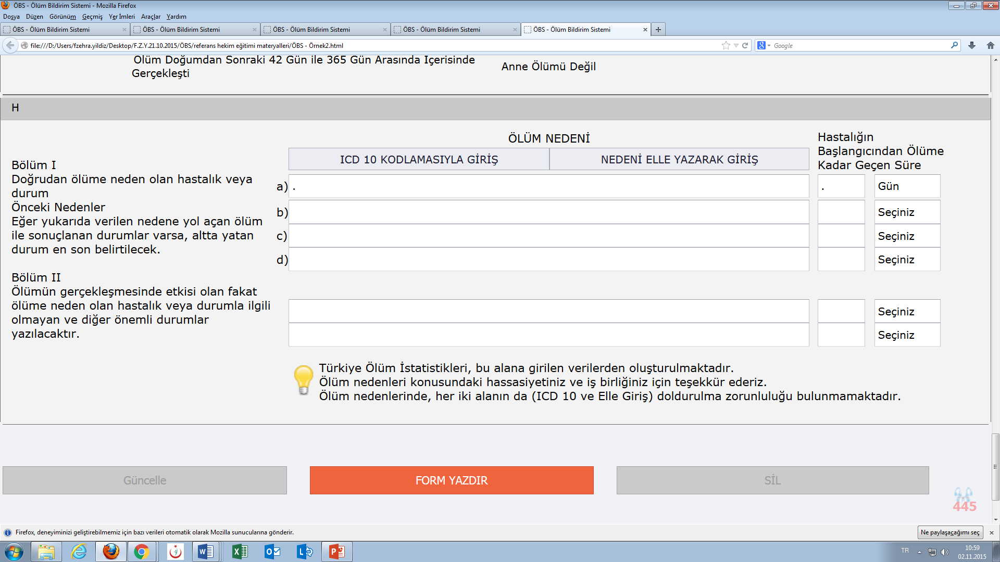 ÖBS - Ölüm Bildirim Sistemi - Mozilla Firefox
Dosya Düzen Görünüm Geçmiş Yer İmleri Araçlar Yardım
ÖBS - Ölüm Bildirim Sistemi
ÖBS - Ölüm Bildirim Sistemi
ÖBS - Ölüm Bildirim Sistemi
ÖBS - Ölüm Bildirim Sistemi
ÖBS - Ölüm Bildirim Sistemi
file:///D:/Users/fzehra.yildiz/Desktop/F.Z.Y.21.10.2015/ÖBS/referans hekim eğitimi materyalleri/ÖBS - Örnek2.html
Google
Ölüm Doğumdan Sonraki 42 Gün ile 365 Gün Arasında İçerisinde
Gerçekleşti
Anne Ölümü Değil
H
ÖLÜM NEDENİ
Hastalığın
Başlangıcından Ölüme
Kadar Geçen Süre
ICD 10 KODLAMASIYLA GİRİŞ
NEDENİ ELLE YAZARAK GİRİŞ
Bölüm I
Doğrudan ölüme neden olan hastalık veya
durum
Önceki Nedenler
Eğer yukarıda verilen nedene yol açan ölüm
ile sonuçlanan durumlar varsa, altta yatan
durum en son belirtilecek.
a) . . Gün
b) Seçiniz
c) Seçiniz
d) Seçiniz
Bölüm II
Ölümün gerçekleşmesinde etkisi olan fakat
ölüme neden olan hastalık veya durumla ilgili
olmayan ve diğer önemli durumlar
yazılacaktır.
Seçiniz
Seçiniz
Türkiye Ölüm İstatistikleri, bu alana girilen verilerden oluşturulmaktadır.
Ölüm nedenleri konusundaki hassasiyetiniz ve iş birliğiniz için teşekkür ederiz.
Ölüm nedenlerinde, her iki alanın da (ICD 10 ve Elle Giriş) doldurulma zorunluluğu bulunmamaktadır.
Güncelle
FORM YAZDIR
SİL
445
Firefox, deneyiminizi geliştirebilmemiz için bazı verileri otomatik olarak Mozilla sunucularına gönderir.
Ne paylaşacağımı seç
TR
10:59
02.11.2015